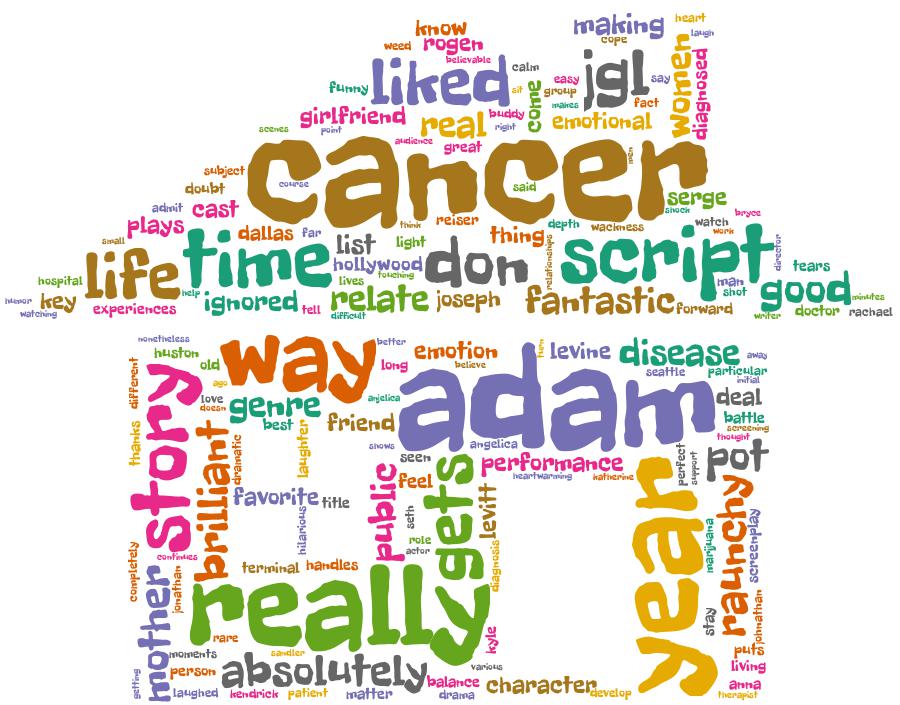 know
making
heart
weed
rogen
cope
laugh
believable
liked
calm
jgl
women
diagnosed
funny
sit
come
easy
group
say
makes
fact
girlfriend
buddy
real
right
emotional
scenes
point
audience
great
cancer
men
subject
doubt
course
said
serge
admit
cast
shock
bryce
plays
think
reiser
depth
wackness
watch
work
small
dallas
far
list
light
thing
relationships
script
director
life
time
hollywood
don
touching
tears
hospital
help
lives
man
shot
good
minutes
humor
key
watching
experiences
ignored
tell
relate
difficult
joseph
fantastic
forward
writer
doctor
rachael
nonetheless
huston
old
way
better
emotion
believe
turn
levine
disease
away
different
story
ago
long
seattle
particular
initial
love
doesn
genre
anjelica
adam
deal
best
friend
battle
screening
thought
thanks
brilliant
dramatic
laughter
shows
angelica
seen
performance
perfect
support
pot
heartwarming
katherine
favorite
title
public
feel
gets
levitt
hilarious
seth
role
actor
year
marijuana
raunchy
screenplay
completely
continues
terminal
handles
diagnosis
mother
jonathan
really
stay
johnathan
rare
kyle
puts
moments
sandler
various
living
person
absolutely
balance
character
anna
getting
laughed
kendrick
patient
matter
drama
develop
therapist